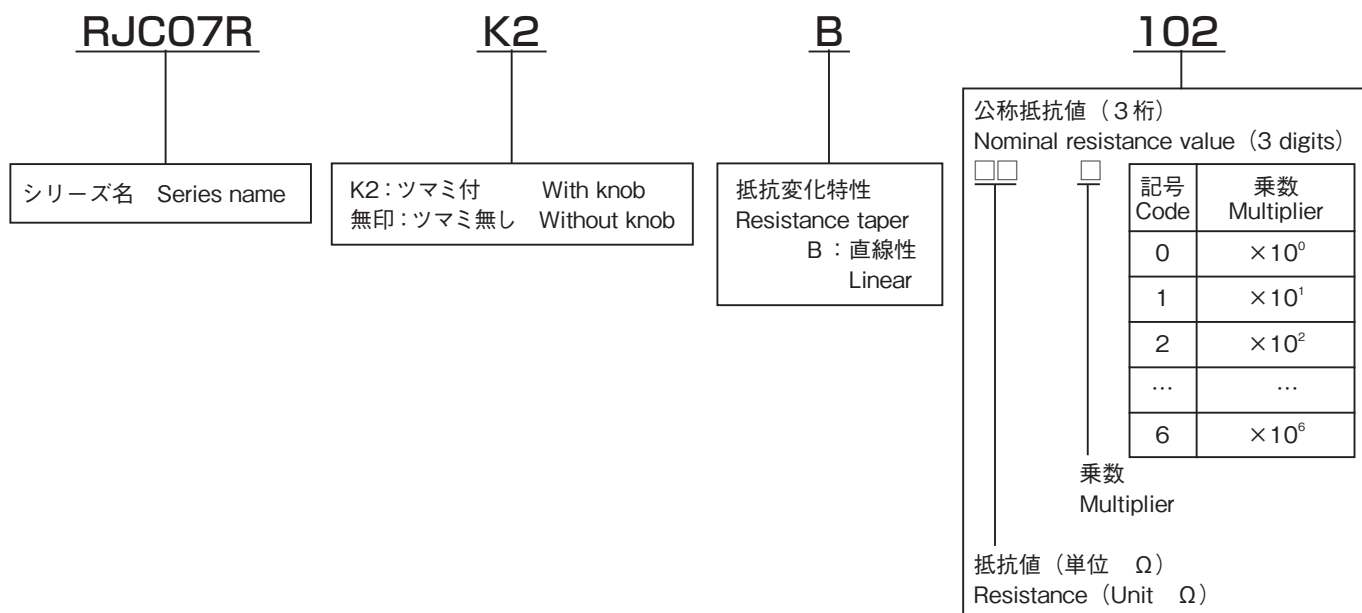 RJC07R K2 B 102
シリーズ名 Series name
K2：ツマミ付 With knob
無印：ツマミ無し Without knob
抵抗変化特性
Resistance taper
B：直線性
Linear
公称抵抗値（3桁）
Nominal resistance value（3 digits）
□□ □
記号 乗数
Code Multiplier
0 ×10⁰
1 ×10¹
2 ×10²
… …
6 ×10⁶
乗数
Multiplier
抵抗値（単位 Ω）
Resistance（Unit Ω）